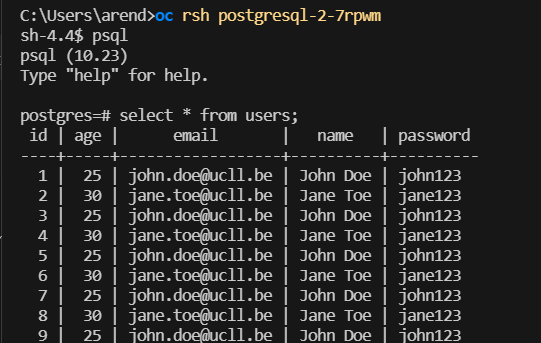 C:\Users\arend>oc rsh postgresql-2-7rpwm
sh-4.4$ psql
psql (10.23)
Type "help" for help.

postgres=# select * from users;
 id | age |      email       |   name   | password
----+-----+------------------+----------+----------
  1 |  25 | john.doe@ucll.be | John Doe | john123
  2 |  30 | jane.toe@ucll.be | Jane Toe | jane123
  3 |  25 | john.doe@ucll.be | John Doe | john123
  4 |  30 | jane.toe@ucll.be | Jane Toe | jane123
  5 |  25 | john.doe@ucll.be | John Doe | john123
  6 |  30 | jane.toe@ucll.be | Jane Toe | jane123
  7 |  25 | john.doe@ucll.be | John Doe | john123
  8 |  30 | jane.toe@ucll.be | Jane Toe | jane123
  9 |  25 | john.doe@ucll.be | John Doe | john123